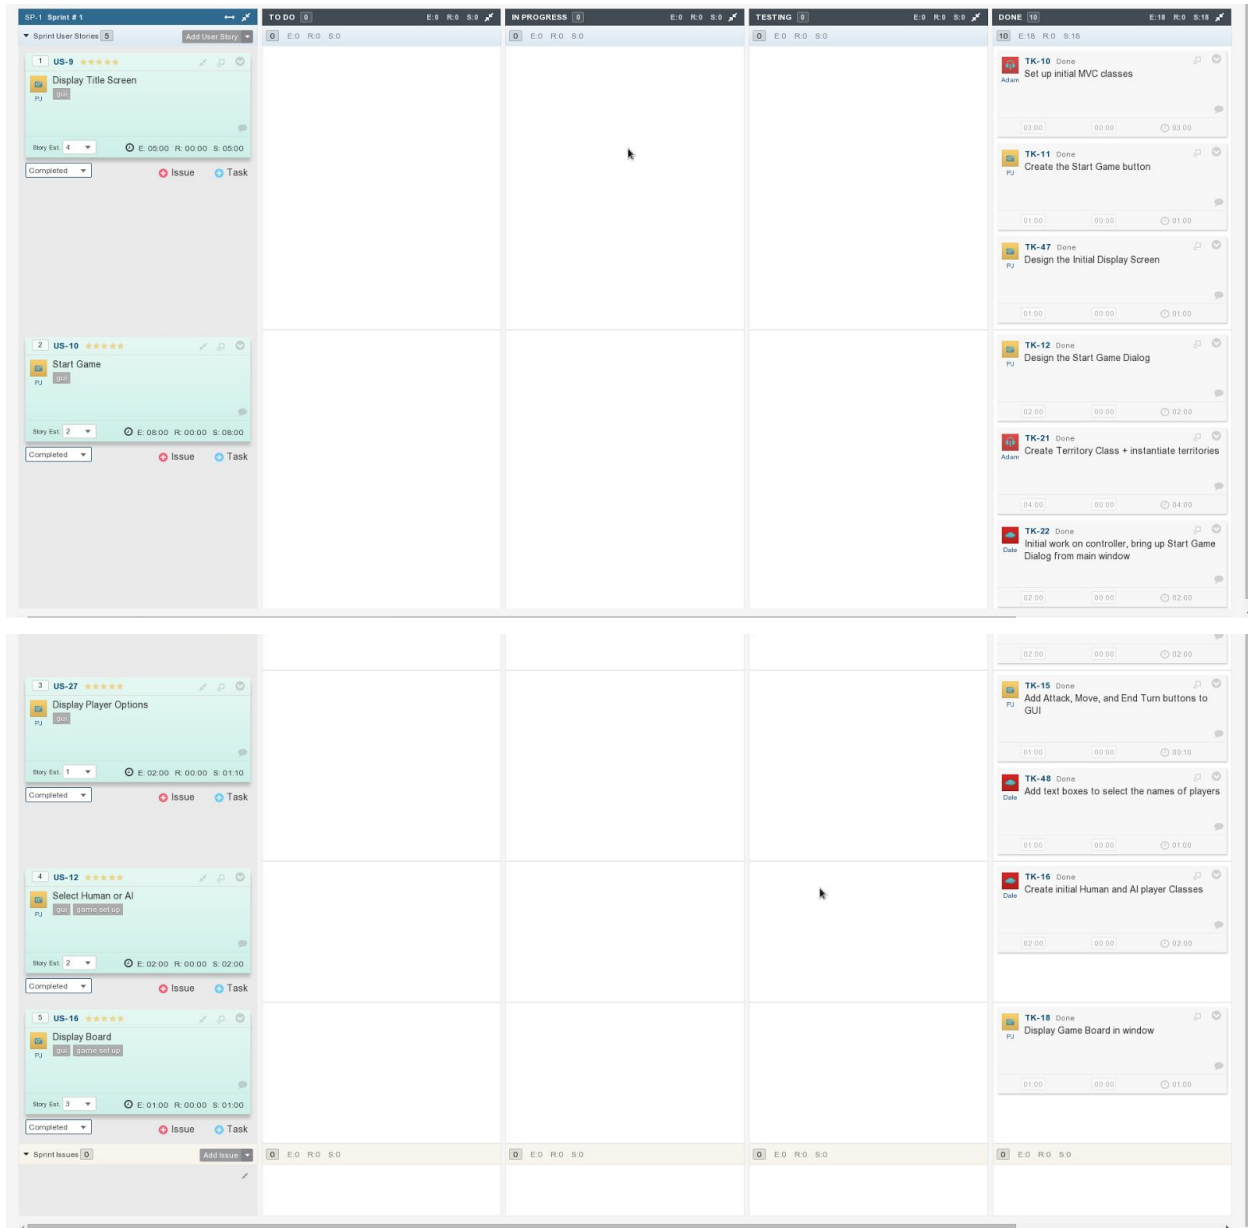 SP-1 Sprint # 1
TO DO 0 E:0 R:0 S:0
IN PROGRESS 0 E:0 R:0 S:0
TESTING 0 E:0 R:0 S:0
DONE 10 E:18 R:0 S:18
Sprint User Stories 5 Add User Story
0 E:0 R:0 S:0
0 E:0 R:0 S:0
0 E:0 R:0 S:0
10 E:18 R:0 S:18
1 US-9
Display Title Screen
PJ
gui
Story Est. 4 E: 05:00 R: 00:00 S: 05:00
Completed Issue Task
TK-10 Done
Set up initial MVC classes
Adam
03:00 00:00 03:00
TK-11 Done
Create the Start Game button
PJ
01:00 00:00 01:00
TK-47 Done
Design the Initial Display Screen
PJ
01:00 00:00 01:00
2 US-10
Start Game
PJ
gui
Story Est. 2 E: 08:00 R: 00:00 S: 08:00
Completed Issue Task
TK-12 Done
Design the Start Game Dialog
PJ
02:00 00:00 02:00
TK-21 Done
Create Territory Class + instantiate territories
Adam
04:00 00:00 04:00
TK-22 Done
Initial work on controller, bring up Start Game
Dialog from main window
Dale
02:00 00:00 02:00
02:00 00:00 02:00
3 US-27
Display Player Options
PJ
gui
Story Est. 1 E: 02:00 R: 00:00 S: 01:10
Completed Issue Task
TK-15 Done
Add Attack, Move, and End Turn buttons to
GUI
PJ
01:00 00:00 00:10
TK-48 Done
Add text boxes to select the names of players
Dale
01:00 00:00 01:00
4 US-12
Select Human or AI
PJ
gui game set up
Story Est. 2 E: 02:00 R: 00:00 S: 02:00
Completed Issue Task
TK-16 Done
Create initial Human and AI player Classes
Dale
02:00 00:00 02:00
5 US-16
Display Board
PJ
gui game set up
Story Est. 3 E: 01:00 R: 00:00 S: 01:00
Completed Issue Task
TK-18 Done
Display Game Board in window
PJ
01:00 00:00 01:00
Sprint Issues 0 Add Issue
0 E:0 R:0 S:0
0 E:0 R:0 S:0
0 E:0 R:0 S:0
0 E:0 R:0 S:0